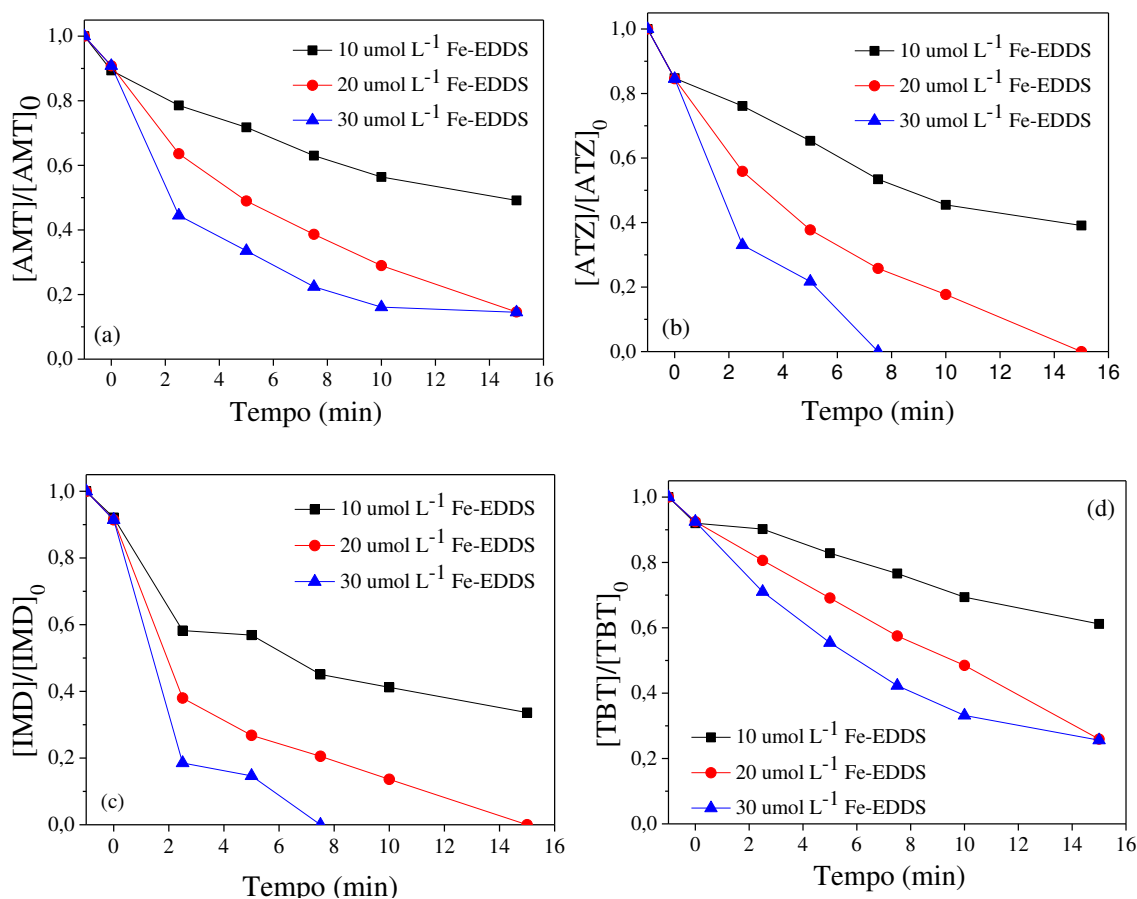 [AMT]/[AMT]0
1,0
0,8
0,6
0,4
0,2
0,0
10 umol L-1 Fe-EDDS
20 umol L-1 Fe-EDDS
30 umol L-1 Fe-EDDS
(a)
0 2 4 6 8 10 12 14 16
Tempo (min)
[ATZ]/[ATZ]0
1,0
0,8
0,6
0,4
0,2
0,0
10 umol L-1 Fe-EDDS
20 umol L-1 Fe-EDDS
30 umol L-1 Fe-EDDS
(b)
0 2 4 6 8 10 12 14 16
Tempo (min)
[IMD]/[IMD]0
1,0
0,8
0,6
0,4
0,2
0,0
10 umol L-1 Fe-EDDS
20 umol L-1 Fe-EDDS
30 umol L-1 Fe-EDDS
(c)
0 2 4 6 8 10 12 14 16
Tempo (min)
[TBT]/[TBT]0
1,0
0,8
0,6
0,4
0,2
0,0
(d)
10 umol L-1 Fe-EDDS
20 umol L-1 Fe-EDDS
30 umol L-1 Fe-EDDS
0 2 4 6 8 10 12 14 16
Tempo (min)